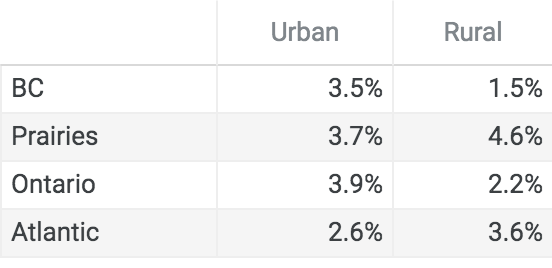 Urban Rural
BC 3.5% 1.5%
Prairies 3.7% 4.6%
Ontario 3.9% 2.2%
Atlantic 2.6% 3.6%